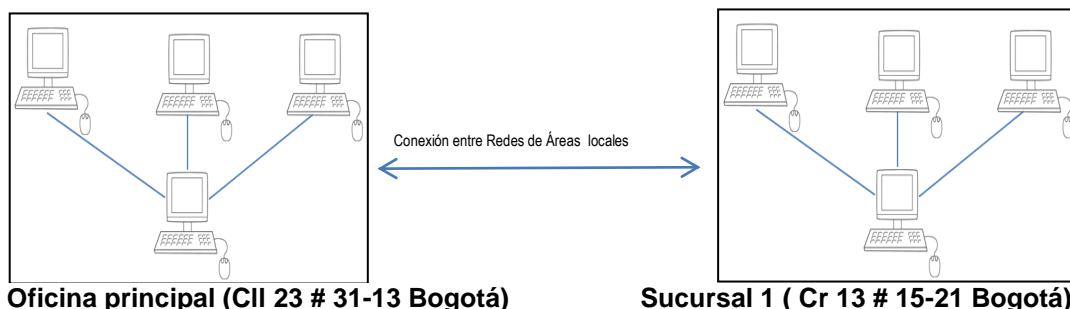 Conexión entre Redes de Áreas locales
Oficina principal (Cll 23 # 31-13 Bogotá)
Sucursal 1 ( Cr 13 # 15-21 Bogotá)